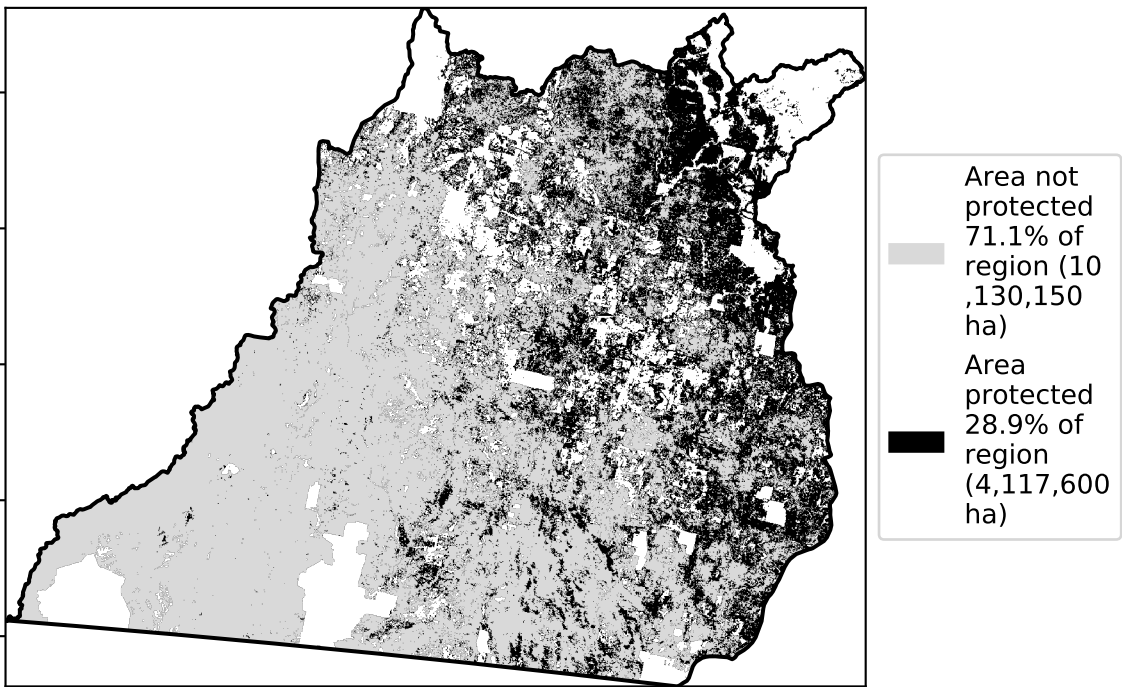 Area not
protected
71.1% of
region (10
,130,150
ha)
Area
protected
28.9% of
region
(4,117,600
ha)